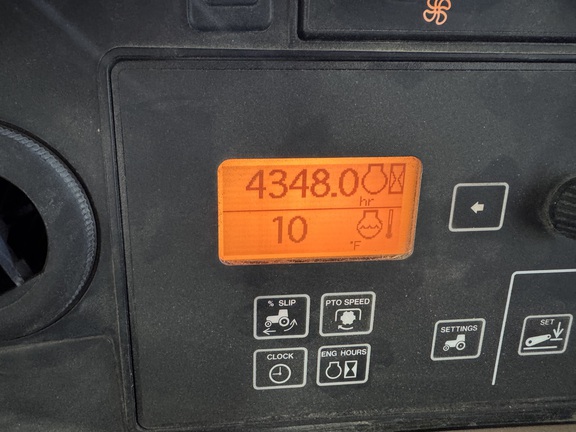 4348.0
hr
10
°F
% SLIP
PTO SPEED
CLOCK
ENG HOURS
SETTINGS
SET